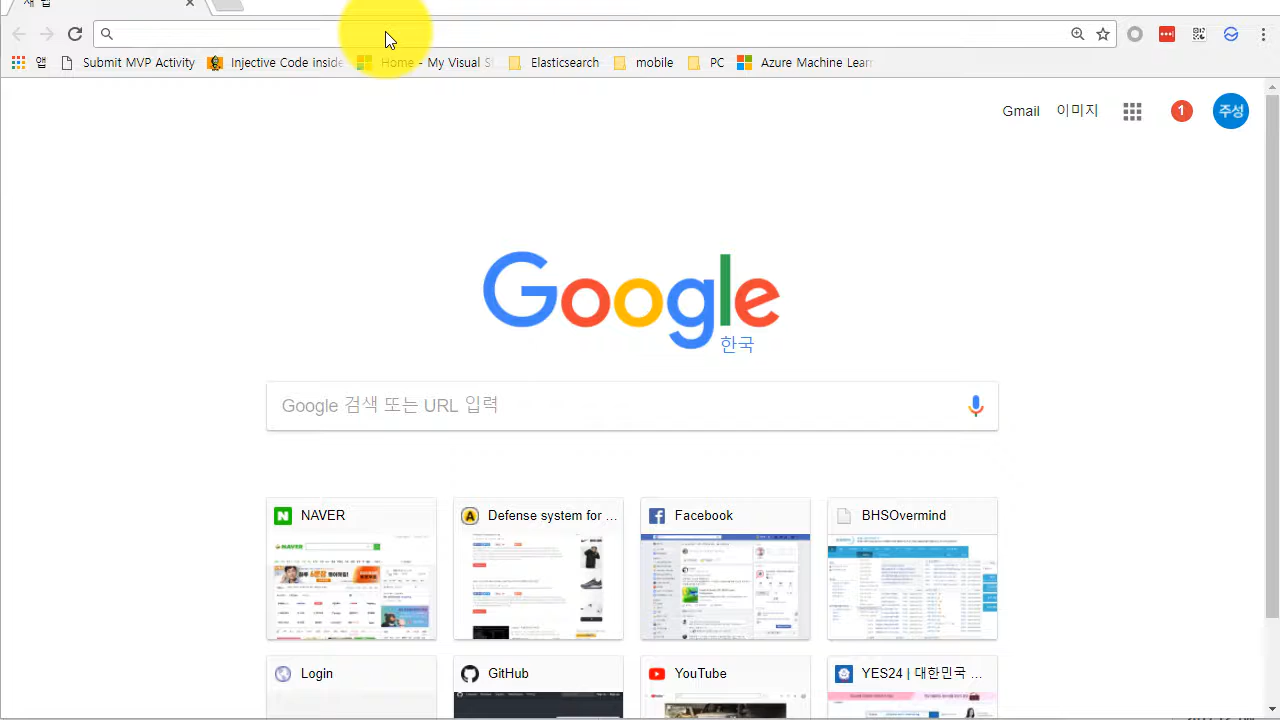 Submit MVP Activity
Injective Code inside
Home - My Visual S
Elasticsearch
mobile
PC
Azure Machine Lear
Gmail
이미지
1
주성
Google
한국
Google 검색 또는 URL 입력
NAVER
Defense system for ...
Facebook
BHSOvermind
Login
GitHub
YouTube
YES24 | 대한민국 ...